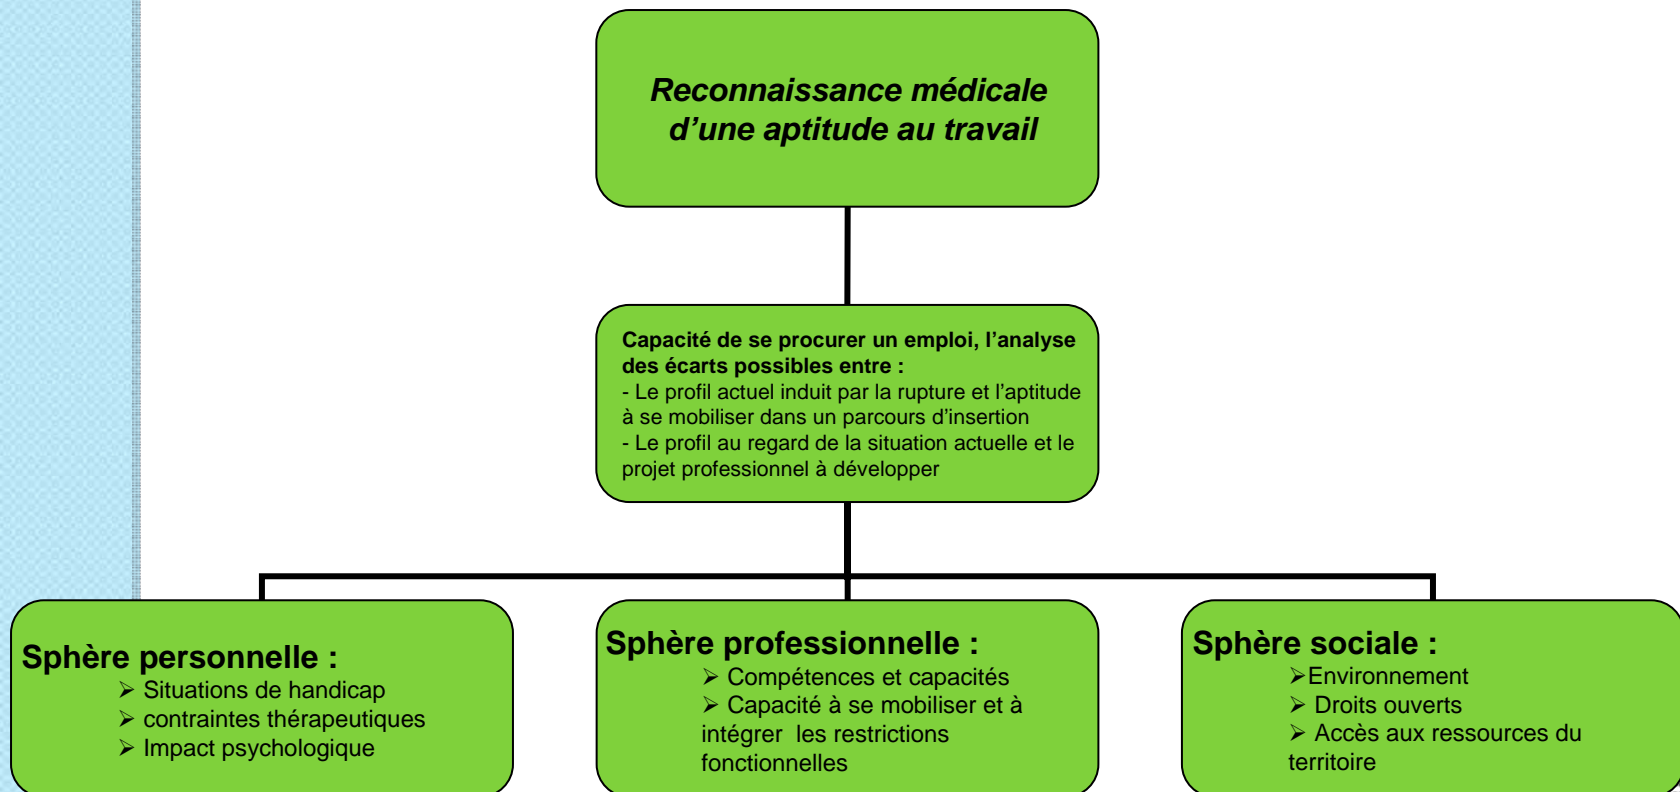 Reconnaissance médicale
d’une aptitude au travail
Capacité de se procurer un emploi, l’analyse
des écarts possibles entre :
- Le profil actuel induit par la rupture et l’aptitude
à se mobiliser dans un parcours d’insertion
- Le profil au regard de la situation actuelle et le
projet professionnel à développer
Sphère personnelle :
➢ Situations de handicap
➢ contraintes thérapeutiques
➢ Impact psychologique
Sphère professionnelle :
➢ Compétences et capacités
➢ Capacité à se mobiliser et à
intégrer les restrictions
fonctionnelles
Sphère sociale :
➢Environnement
➢ Droits ouverts
➢ Accès aux ressources du
territoire